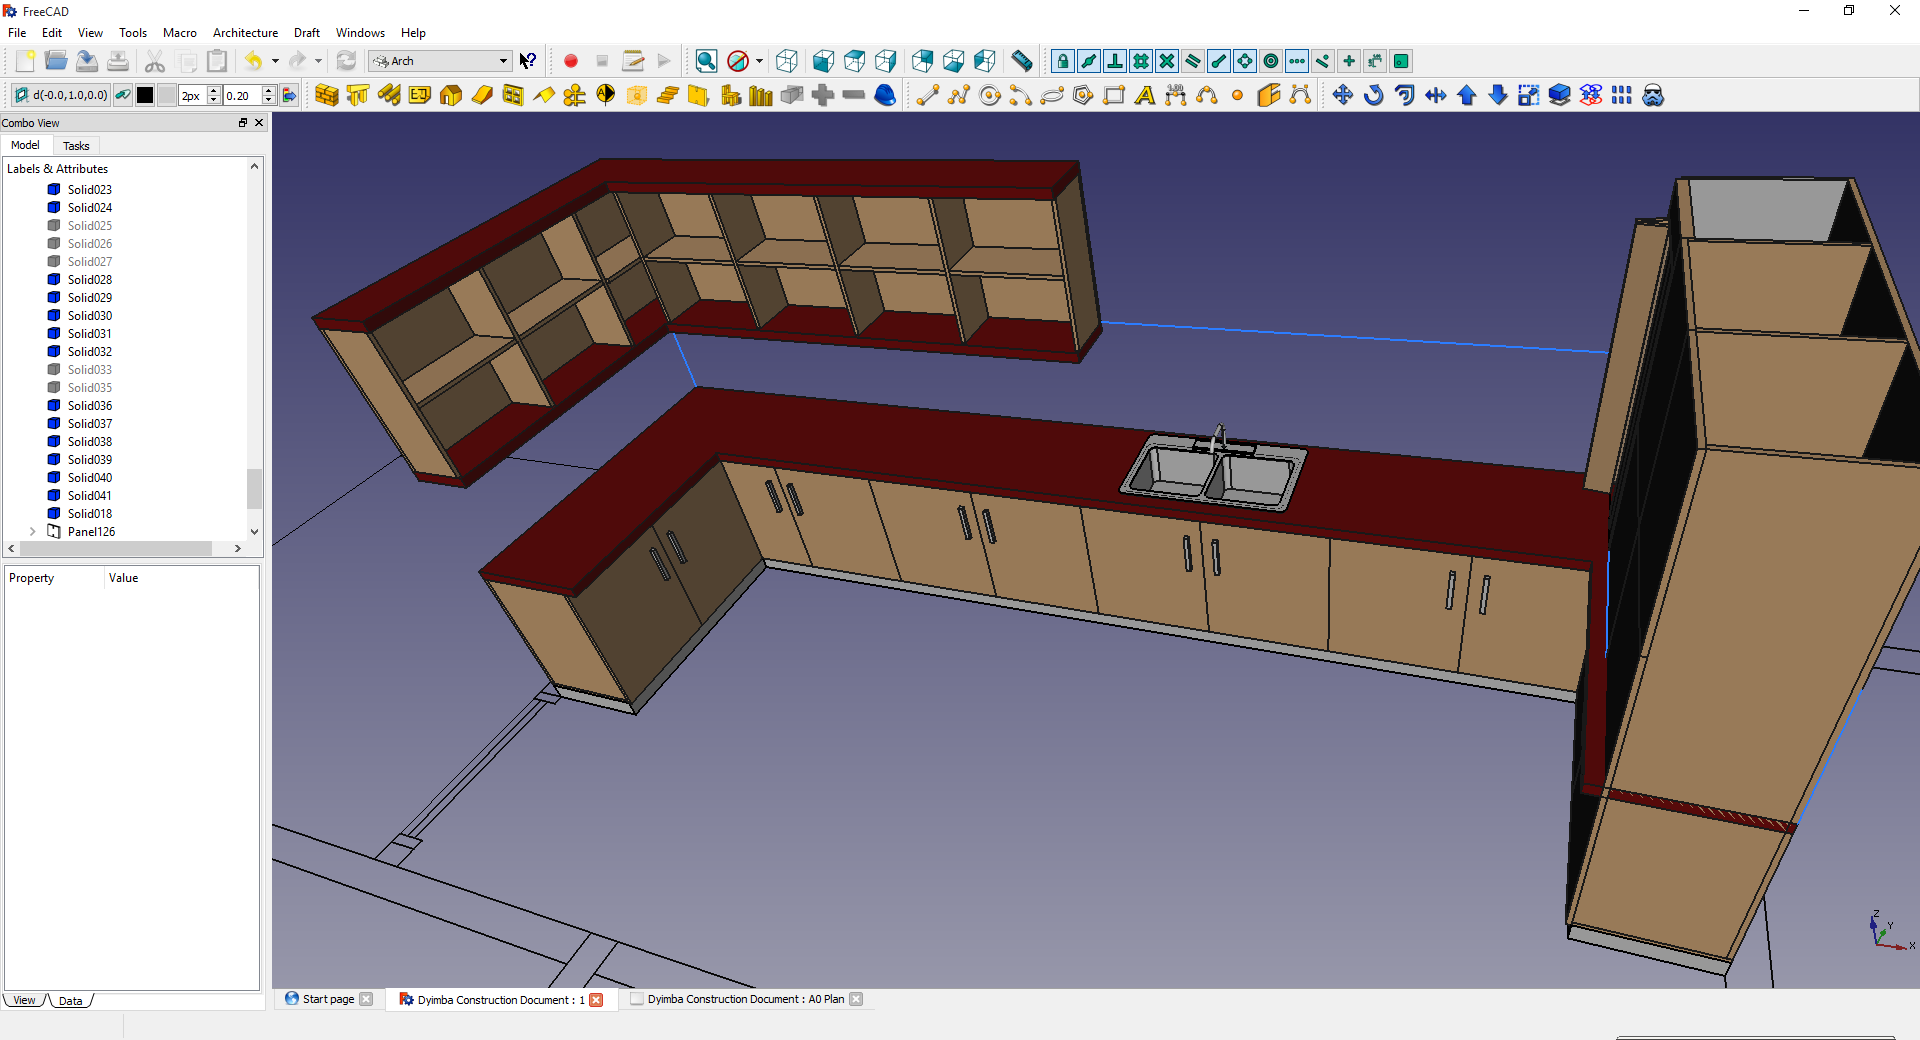 FreeCAD
File Edit View Tools Macro Architecture Draft Windows Help
Arch
d(-0.0,1.0,0.0) 2px 0.20
Combo View
Model Tasks
Labels & Attributes
Solid023
Solid024
Solid025
Solid026
Solid027
Solid028
Solid029
Solid030
Solid031
Solid032
Solid033
Solid035
Solid036
Solid037
Solid038
Solid039
Solid040
Solid041
Solid018
Panel126
Property Value
View Data
Z
Y
X
Start page Dyimba Construction Document : 1 Dyimba Construction Document : A0 Plan